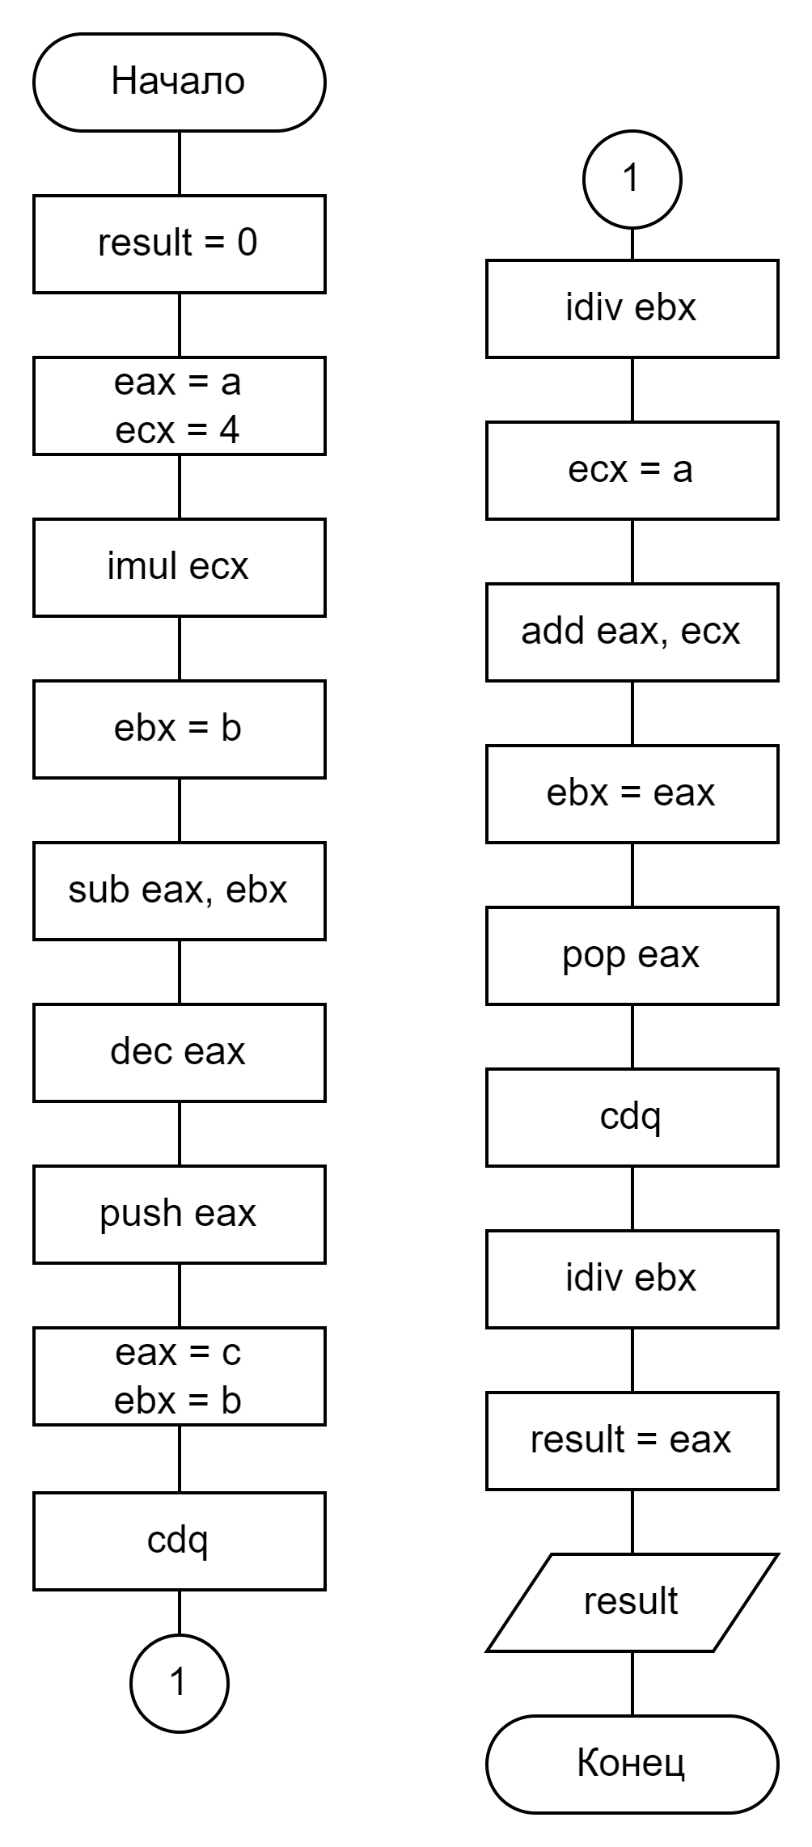 Начало
result = 0
eax = a
ecx = 4
imul ecx
ebx = b
sub eax, ebx
dec eax
push eax
eax = c
ebx = b
cdq
1
1
idiv ebx
ecx = a
add eax, ecx
ebx = eax
pop eax
cdq
idiv ebx
result = eax
result
Конец